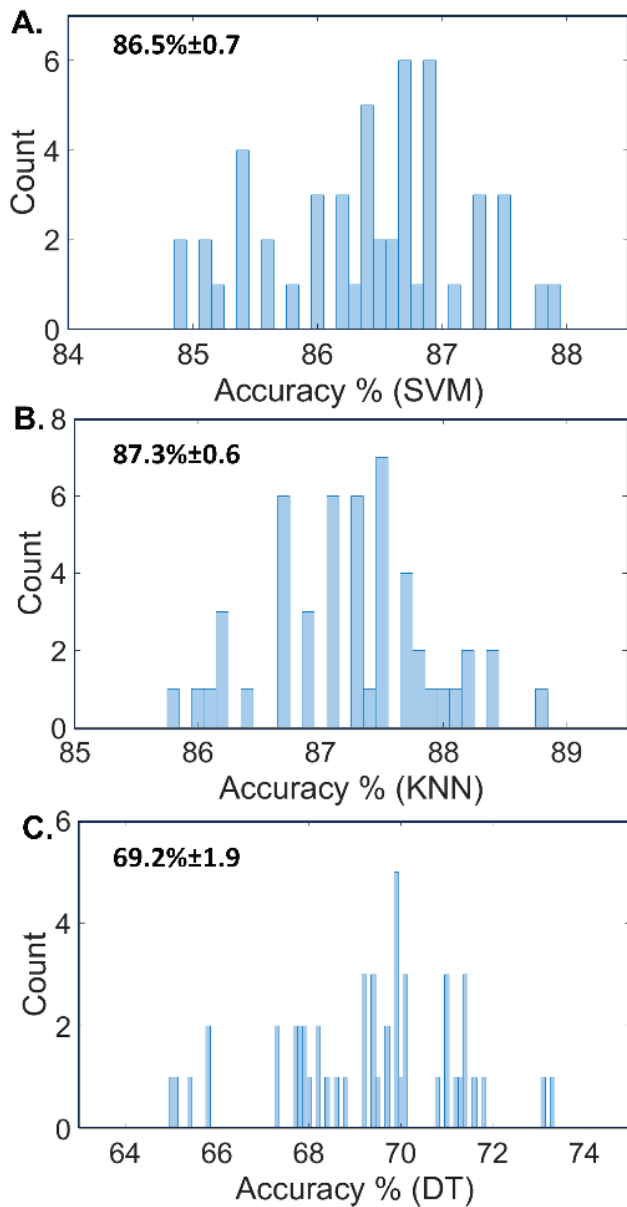 A.
86.5%±0.7
6
4
2
0
Count
84 85 86 87 88
Accuracy % (SVM)
B.
87.3%±0.6
8
6
4
2
0
Count
85 86 87 88 89
Accuracy % (KNN)
C.
69.2%±1.9
6
4
2
0
Count
64 66 68 70 72 74
Accuracy % (DT)